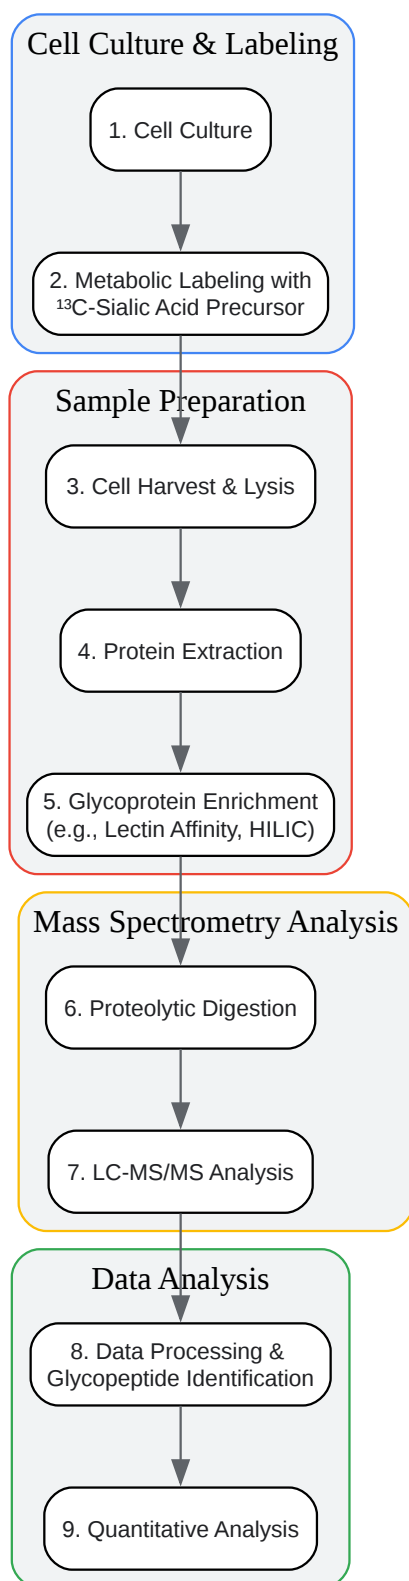 Cell Culture & Labeling
1. Cell Culture
2. Metabolic Labeling with
¹³C-Sialic Acid Precursor
Sample Preparation
3. Cell Harvest & Lysis
4. Protein Extraction
5. Glycoprotein Enrichment
(e.g., Lectin Affinity, HILIC)
Mass Spectrometry Analysis
6. Proteolytic Digestion
7. LC-MS/MS Analysis
Data Analysis
8. Data Processing &
Glycopeptide Identification
9. Quantitative Analysis